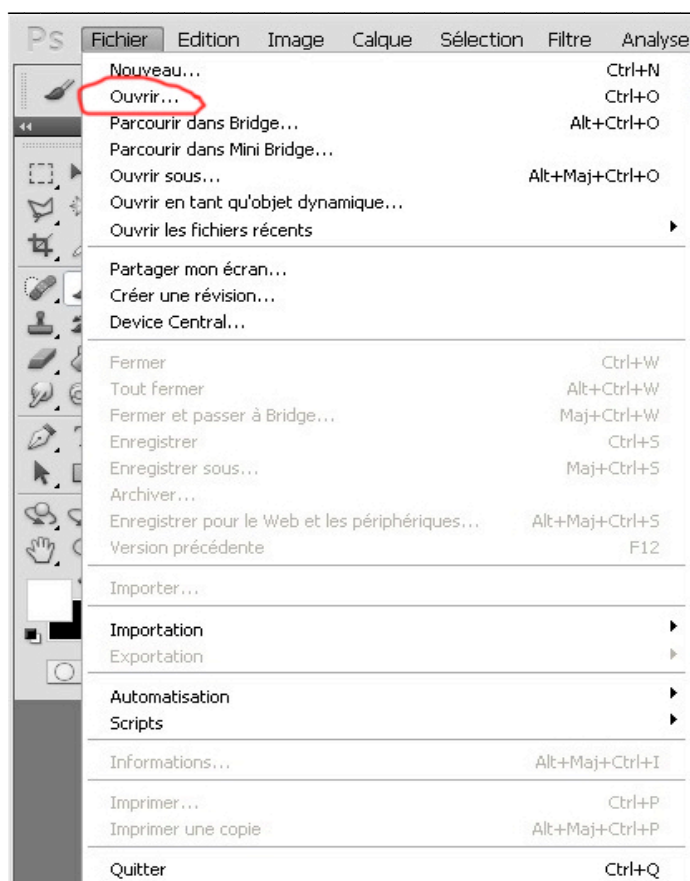 Ps Fichier Edition Image Calque Sélection Filtre Analyse
Nouveau... Ctrl+N
Ouvrir... Ctrl+O
Parcourir dans Bridge... Alt+Ctrl+O
Parcourir dans Mini Bridge...
Ouvrir sous... Alt+Maj+Ctrl+O
Ouvrir en tant qu'objet dynamique...
Ouvrir les fichiers récents
Partager mon écran...
Créer une révision...
Device Central...
Fermer Ctrl+W
Tout fermer Alt+Ctrl+W
Fermer et passer à Bridge... Maj+Ctrl+W
Enregistrer Ctrl+S
Enregistrer sous... Maj+Ctrl+S
Archiver...
Enregistrer pour le Web et les périphériques... Alt+Maj+Ctrl+S
Version précédente F12
Importer...
Importation
Exportation
Automatisation
Scripts
Informations... Alt+Maj+Ctrl+I
Imprimer... Ctrl+P
Imprimer une copie Alt+Maj+Ctrl+P
Quitter Ctrl+Q